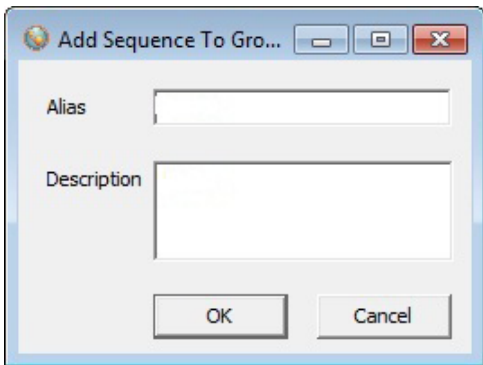 Add Sequence To Gro...
Alias
Description
OK
Cancel